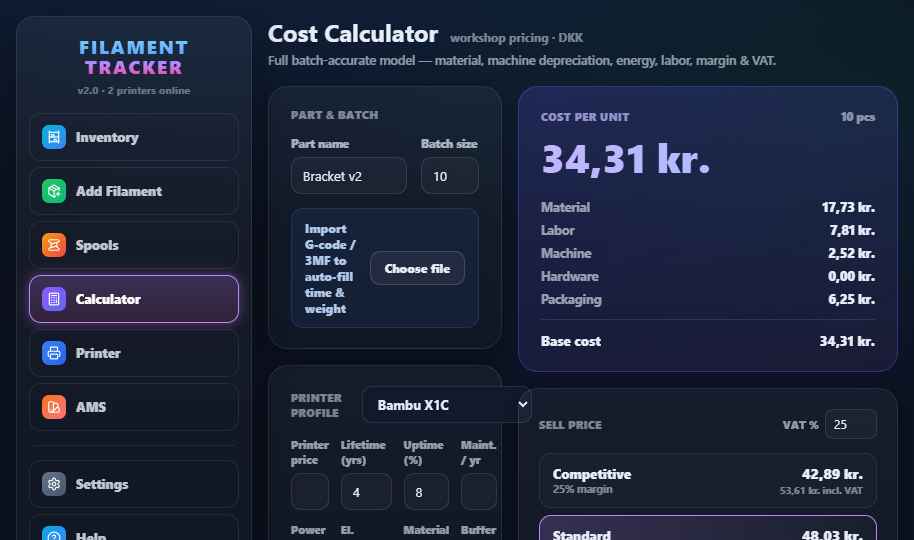 FILAMENT
TRACKER
v2.0 · 2 printers online
Inventory
Add Filament
Spools
Calculator
Printer
AMS
Settings
Help
Cost Calculator workshop pricing · DKK
Full batch-accurate model — material, machine depreciation, energy, labor, margin & VAT.
PART & BATCH
Part name Batch size
Bracket v2 10
Import
G-code /
3MF to
auto-fill
time &
weight
Choose file
PRINTER
PROFILE
Bambu X1C
Printer
price
Lifetime
(yrs)
Uptime
(%)
Maint.
/ yr
4 8
Power El. Material Buffer
COST PER UNIT 10 pcs
34,31 kr.
Material 17,73 kr.
Labor 7,81 kr.
Machine 2,52 kr.
Hardware 0,00 kr.
Packaging 6,25 kr.
Base cost 34,31 kr.
SELL PRICE VAT % 25
Competitive 42,89 kr.
25% margin 53,61 kr. incl. VAT
Standard 48,03 kr.